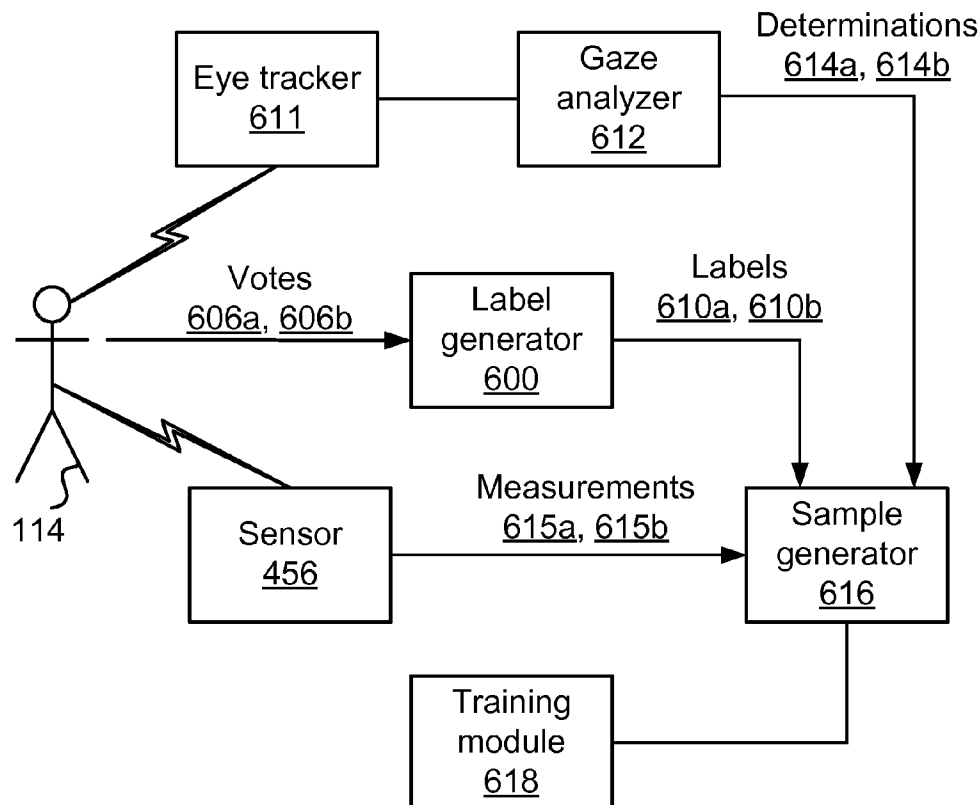 Eye tracker
611
Gaze
analyzer
612
Determinations
614a, 614b
Votes
606a, 606b
Label
generator
600
Labels
610a, 610b
114
Sensor
456
Measurements
615a, 615b
Sample
generator
616
Training
module
618